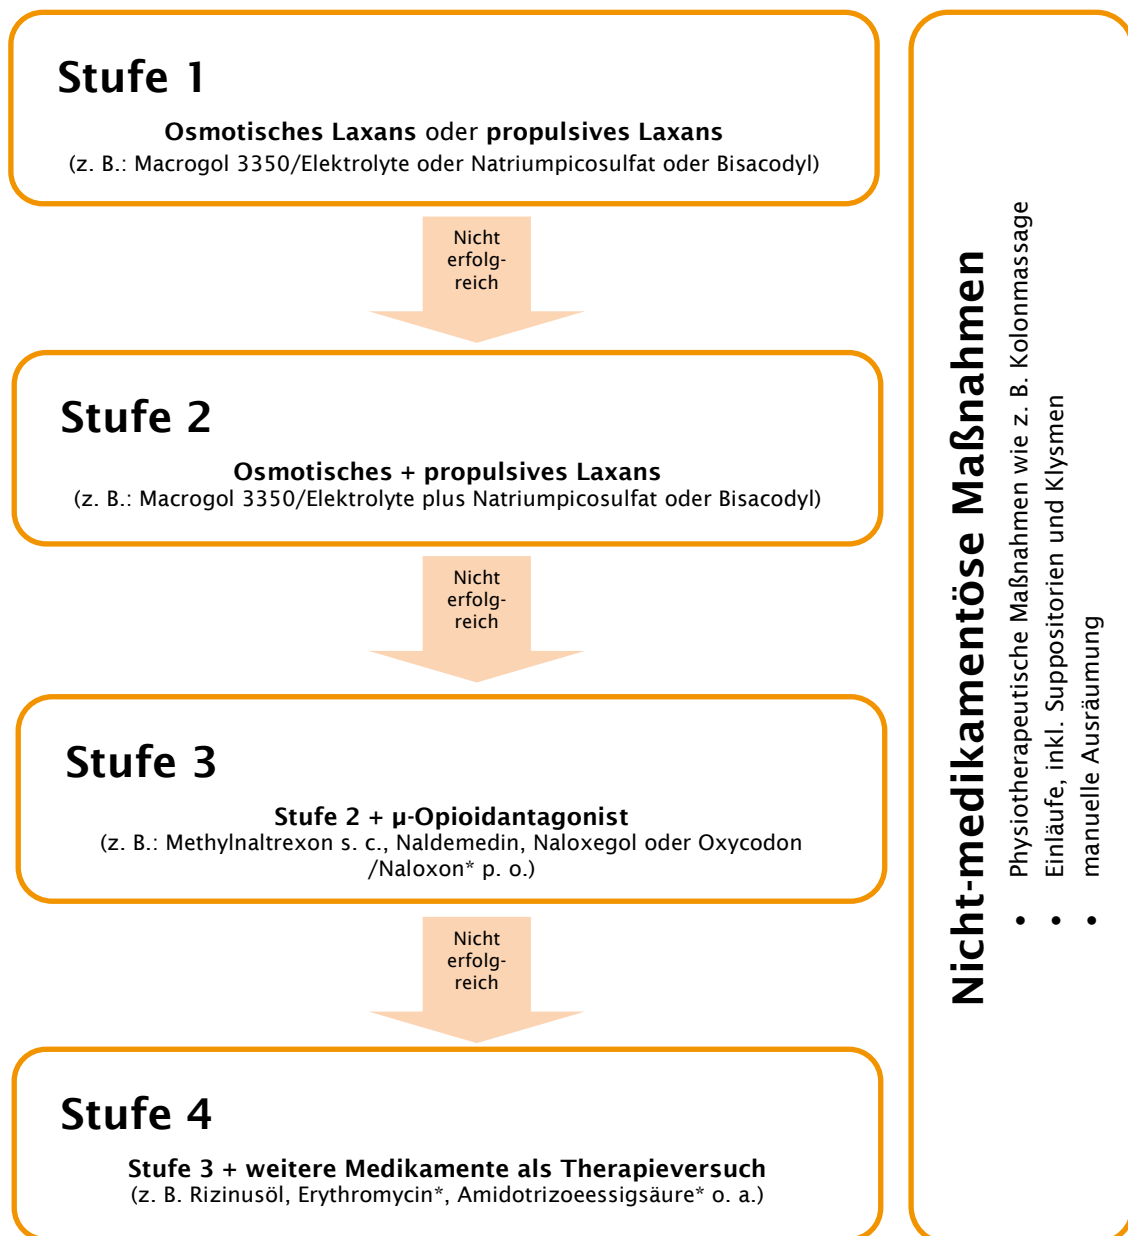 Stufe 1
Osmotisches Laxans oder propulsives Laxans
(z. B.: Macrogol 3350/Elektrolyte oder Natriumpicosulfat oder Bisacodyl)
Nicht
erfolg-
reich
Stufe 2
Osmotisches + propulsives Laxans
(z. B.: Macrogol 3350/Elektrolyte plus Natriumpicosulfat oder Bisacodyl)
Nicht
erfolg-
reich
Stufe 3
Stufe 2 + µ-Opioidantagonist
(z. B.: Methylnaltrexon s. c., Naldemedin, Naloxegol oder Oxycodon
/Naloxon* p. o.)
Nicht
erfolg-
reich
Stufe 4
Stufe 3 + weitere Medikamente als Therapieversuch
(z. B. Rizinusöl, Erythromycin*, Amidotrizoeessigsäure* o. a.)
Nicht-medikamentöse Maßnahmen
• Physiotherapeutische Maßnahmen wie z. B. Kolonmassage
• Einläufe, inkl. Suppositorien und Klysmen
• manuelle Ausräumung